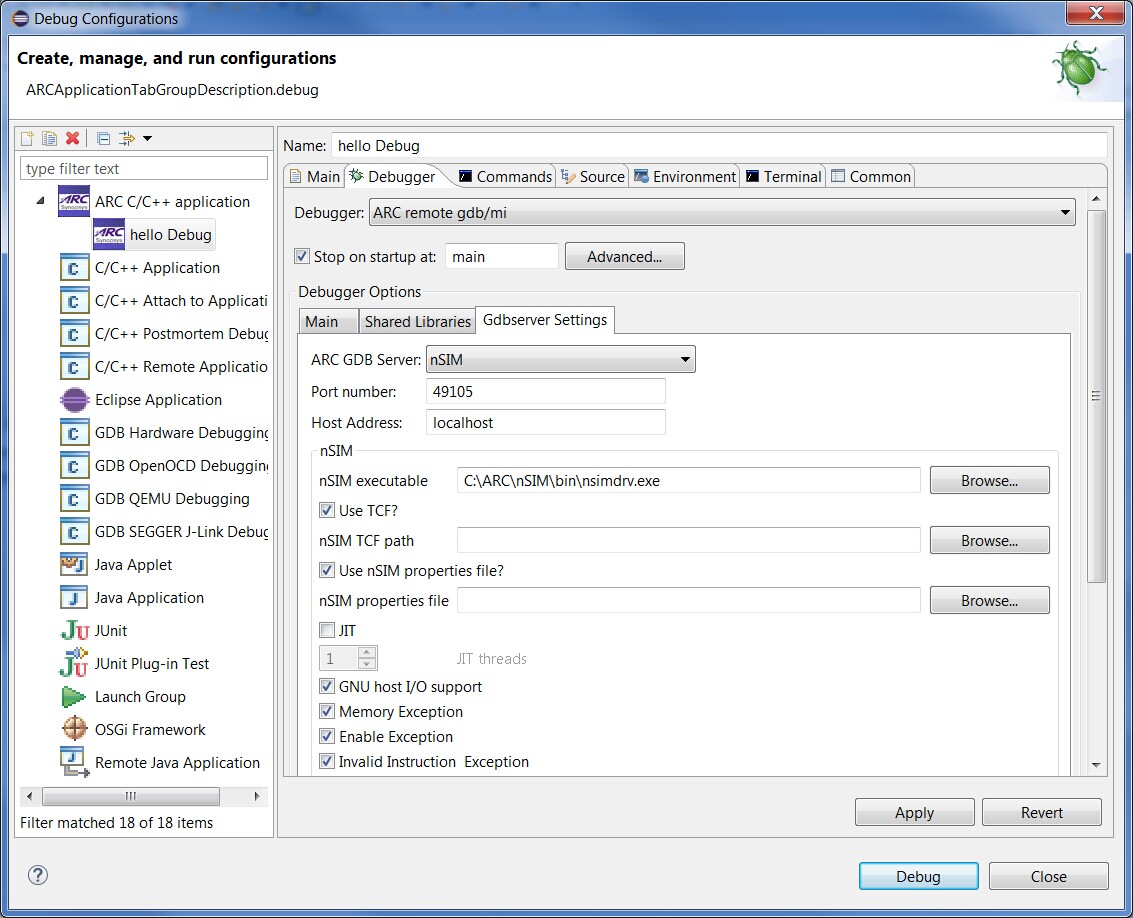 Debug Configurations
Create, manage, and run configurations
ARCApplicationTabGroupDescription.debug
type filter text
ARC C/C++ application
hello Debug
C/C++ Application
C/C++ Attach to Applicati
C/C++ Postmortem Debug
C/C++ Remote Applicatio
Eclipse Application
GDB Hardware Debugging
GDB OpenOCD Debuggin
GDB QEMU Debugging
GDB SEGGER J-Link Debug
Java Applet
Java Application
JUnit
JUnit Plug-in Test
Launch Group
OSGi Framework
Remote Java Application
Filter matched 18 of 18 items
Name: hello Debug
Main Debugger Commands Source Environment Terminal Common
Debugger: ARC remote gdb/mi
Stop on startup at: main Advanced...
Debugger Options
Main Shared Libraries Gdbserver Settings
ARC GDB Server: nSIM
Port number: 49105
Host Address: localhost
nSIM
nSIM executable C:\ARC\nSIM\bin\nsimdrv.exe Browse...
Use TCF?
nSIM TCF path Browse...
Use nSIM properties file?
nSIM properties file Browse...
JIT
1 JIT threads
GNU host I/O support
Memory Exception
Enable Exception
Invalid Instruction Exception
Apply Revert
Debug Close